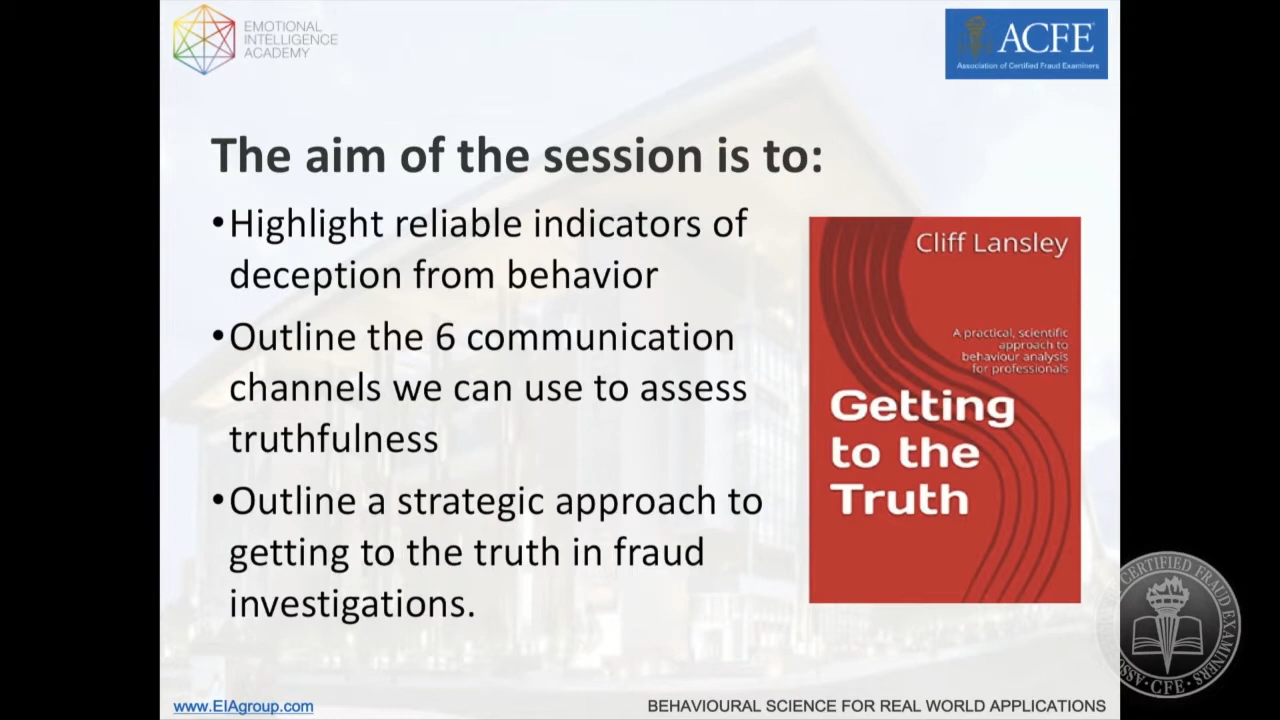 EMOTIONAL
INTELLIGENCE
ACADEMY
ACFE
Association of Certified Fraud Examiners
The aim of the session is to:
•Highlight reliable indicators of
deception from behavior
•Outline the 6 communication
channels we can use to assess
truthfulness
•Outline a strategic approach to
getting to the truth in fraud
investigations.
Cliff Lansley
A practical, scientific
approach to
behaviour analysis
for professionals
Getting
to the
Truth
www.EIAgroup.com
BEHAVIOURAL SCIENCE FOR REAL WORLD APPLICATIONS
CERTIFIED FRAUD EXAMINERS
CFE